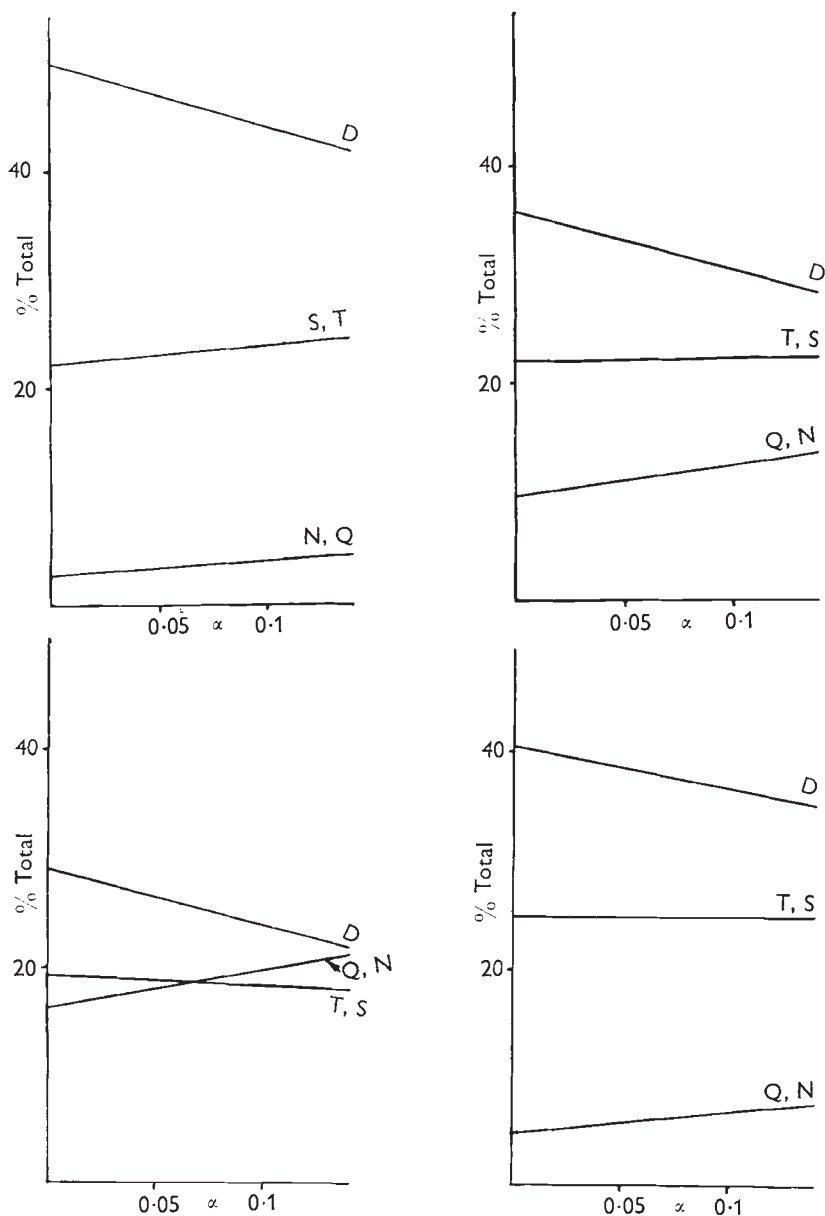 D
40
% Total
S, T
20
N, Q
0·05 α 0·1
40
D
% Total
T, S
20
Q, N
0·05 α 0·1
40
% Total
D
20
Q, N
T, S
0·05 α 0·1
40
D
% Total
T, S
20
Q, N
0·05 α 0·1